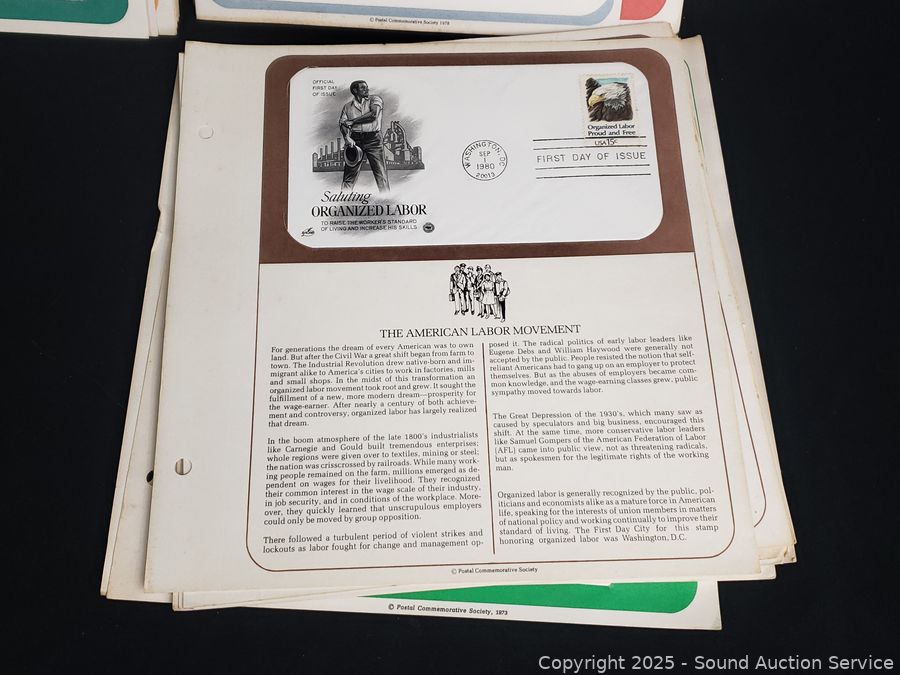 © Postal Commemorative Society 1978
OFFICIAL
FIRST DAY
OF ISSUE
Saluting
ORGANIZED LABOR
TO RAISE THE WORKER'S STANDARD
OF LIVING AND INCREASE HIS SKILLS
WASHINGTON, DC
SEP
1
1980
20013
Organized Labor
Proud and Free
USA 15c
FIRST DAY OF ISSUE
THE AMERICAN LABOR MOVEMENT
For generations the dream of every American was to own
land. But after the Civil War a great shift began from farm to
town. The Industrial Revolution drew native-born and im-
migrant alike to America's cities to work in factories, mills
and small shops. In the midst of this transformation an
organized labor movement took root and grew. It sought the
fulfillment of a new, more modern dream—prosperity for
the wage-earner. After nearly a century of both achieve-
ment and controversy, organized labor has largely realized
that dream.
In the boom atmosphere of the late 1800's industrialists
like Carnegie and Gould built tremendous enterprises;
whole regions were given over to textiles, mining or steel;
the nation was crisscrossed by railroads. While many work-
ing people remained on the farm, millions emerged as de-
pendent on wages for their livelihood. They recognized
their common interest in the wage scale of their industry,
in job security, and in conditions of the workplace. More-
over, they quickly learned that unscrupulous employers
could only be moved by group opposition.
There followed a turbulent period of violent strikes and
lockouts as labor fought for change and management op-
posed it. The radical politics of early labor leaders like
Eugene Debs and William Haywood were generally not
accepted by the public. People resisted the notion that self-
reliant Americans had to gang up on an employer to protect
themselves. But as the abuses of employers became com-
mon knowledge, and the wage-earning classes grew, public
sympathy moved towards labor.
The Great Depression of the 1930's, which many saw as
caused by speculators and big business, encouraged this
shift. At the same time, more conservative labor leaders
like Samuel Gompers of the American Federation of Labor
(AFL) came into public view, not as threatening radicals,
but as spokesmen for the legitimate rights of the working
man.
Organized labor is generally recognized by the public, pol-
iticians and economists alike as a mature force in American
life, speaking for the interests of union members in matters
of national policy and working continually to improve their
standard of living. The First Day City for this stamp
honoring organized labor was Washington, D.C.
© Postal Commemorative Society
© Postal Commemorative Society, 1973
Copyright 2025 - Sound Auction Service